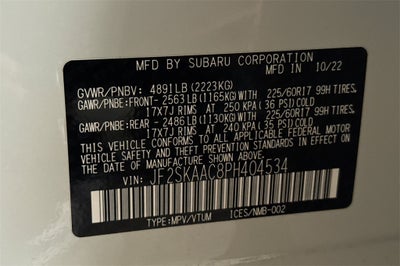 MFD BY SUBARU CORPORATION
IN 10/22
GVWR/PNBV: 4891LB (2223KG)
GAWR/PNBE:FRONT- 2563LB (1165KG) WITH 225/60R17 99H TIRES,
17X7J RIMS AT 250 KPA (36 PSI) COLD
GAWR/PNBE:REAR - 2486LB (1130KG) WITH 225/60R17 99H TIRES,
17X7J RIMS AT 240 KPA (35 PSI) COLD
THIS VEHICLE CONFORMS TO ALL APPLICABLE
FEDERAL MOTOR VEHICLE SAFETY, BUMPER,
AND THEFT PREVENTION STANDARDS IN EFFECT ON
THE DATE OF MANUFACTURE SHOWN ABOVE.
VIN: JF2SKAAC8PH404534
TYPE:MPV/VTUM ICES/NMB-002